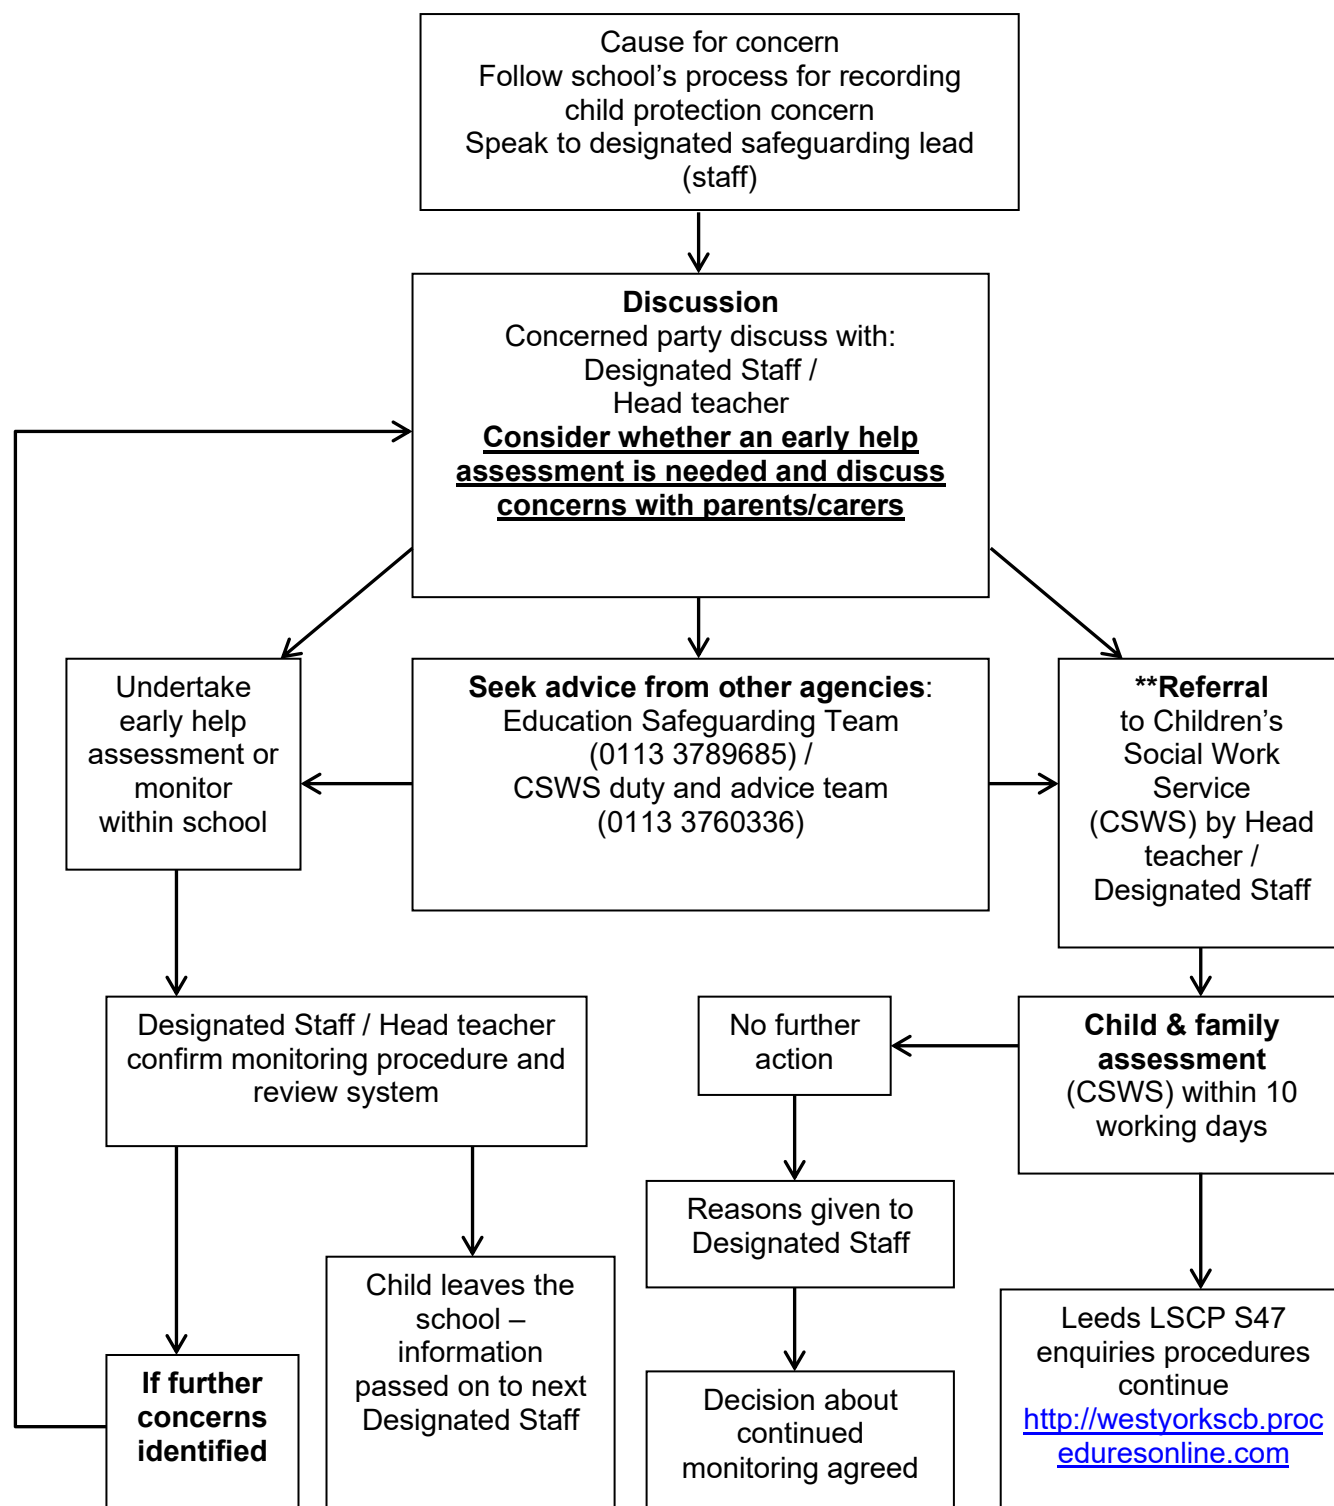 Cause for concern
Follow school’s process for recording
child protection concern
Speak to designated safeguarding lead
(staff)
Discussion
Concerned party discuss with:
Designated Staff /
Head teacher
Consider whether an early help
assessment is needed and discuss
concerns with parents/carers
Undertake
early help
assessment or
monitor
within school
Seek advice from other agencies:
Education Safeguarding Team
(0113 3789685) /
CSWS duty and advice team
(0113 3760336)
**Referral
to Children’s
Social Work
Service
(CSWS) by Head
teacher /
Designated Staff
Designated Staff / Head teacher
confirm monitoring procedure and
review system
No further
action
Child & family
assessment
(CSWS) within 10
working days
Reasons given to
Designated Staff
Child leaves the
school –
information
passed on to next
Designated Staff
If further
concerns
identified
Decision about
continued
monitoring agreed
Leeds LSCP S47
enquiries procedures
continue
http://westyorkscb.proc
eduresonline.com